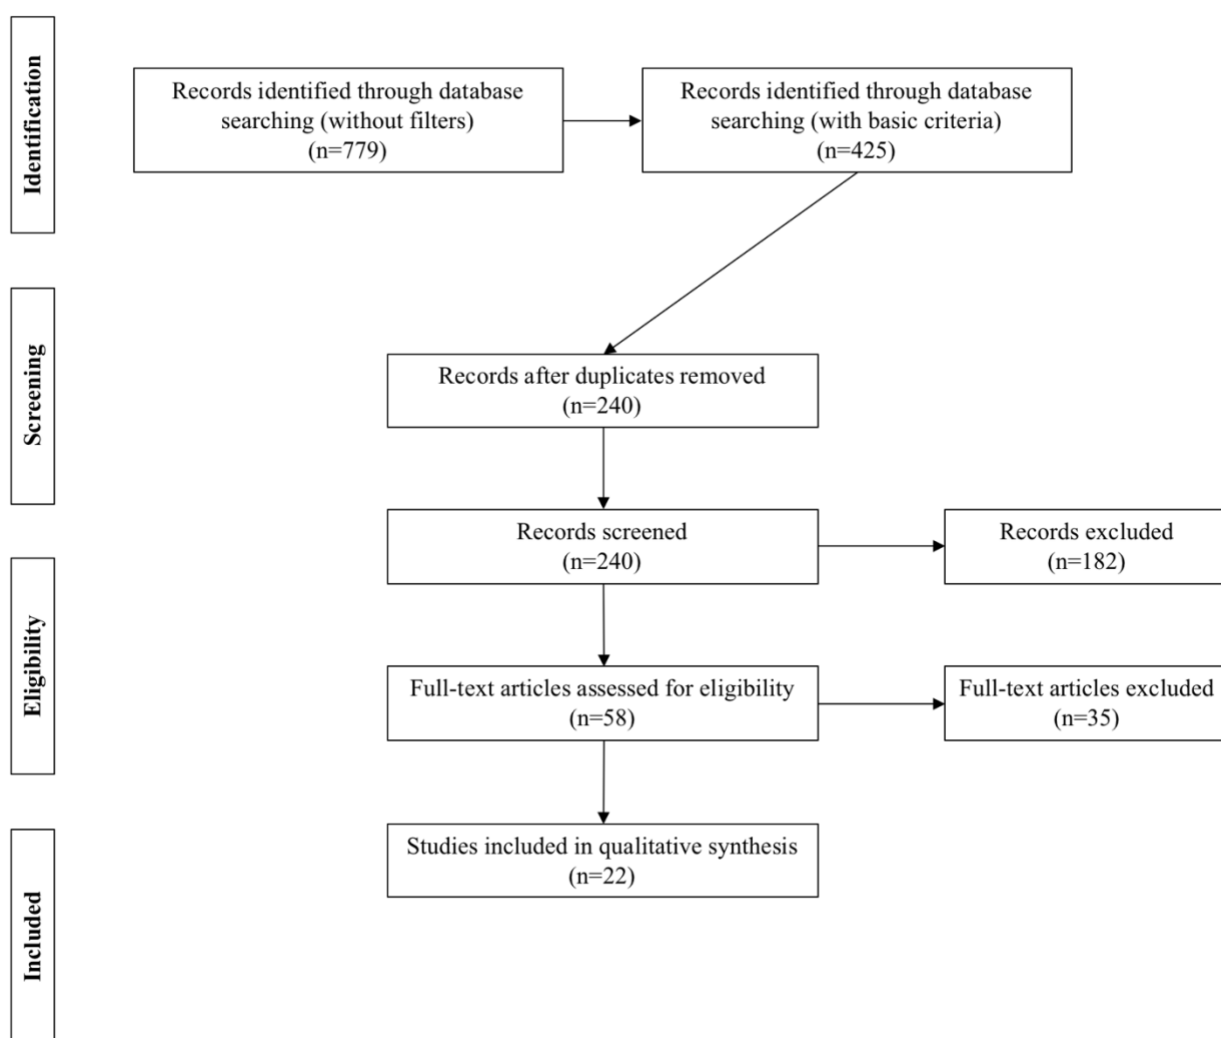 Identification
Records identified through database
searching (without filters)
(n=779)
Records identified through database
searching (with basic criteria)
(n=425)
Screening
Records after duplicates removed
(n=240)
Records screened
(n=240)
Records excluded
(n=182)
Eligibility
Full-text articles assessed for eligibility
(n=58)
Full-text articles excluded
(n=35)
Included
Studies included in qualitative synthesis
(n=22)